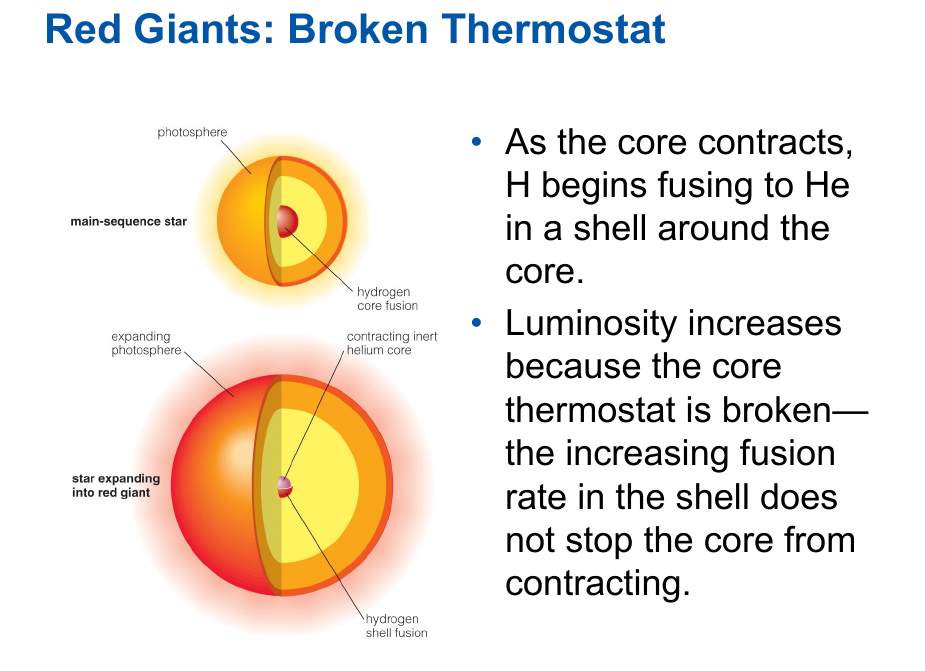 Red Giants: Broken Thermostat
photosphere
main-sequence star
hydrogen
core fusion
expanding
photosphere
contracting inert
helium core
star expanding
into red giant
hydrogen
shell fusion
• As the core contracts,
H begins fusing to He
in a shell around the
core.
• Luminosity increases
because the core
thermostat is broken—
the increasing fusion
rate in the shell does
not stop the core from
contracting.